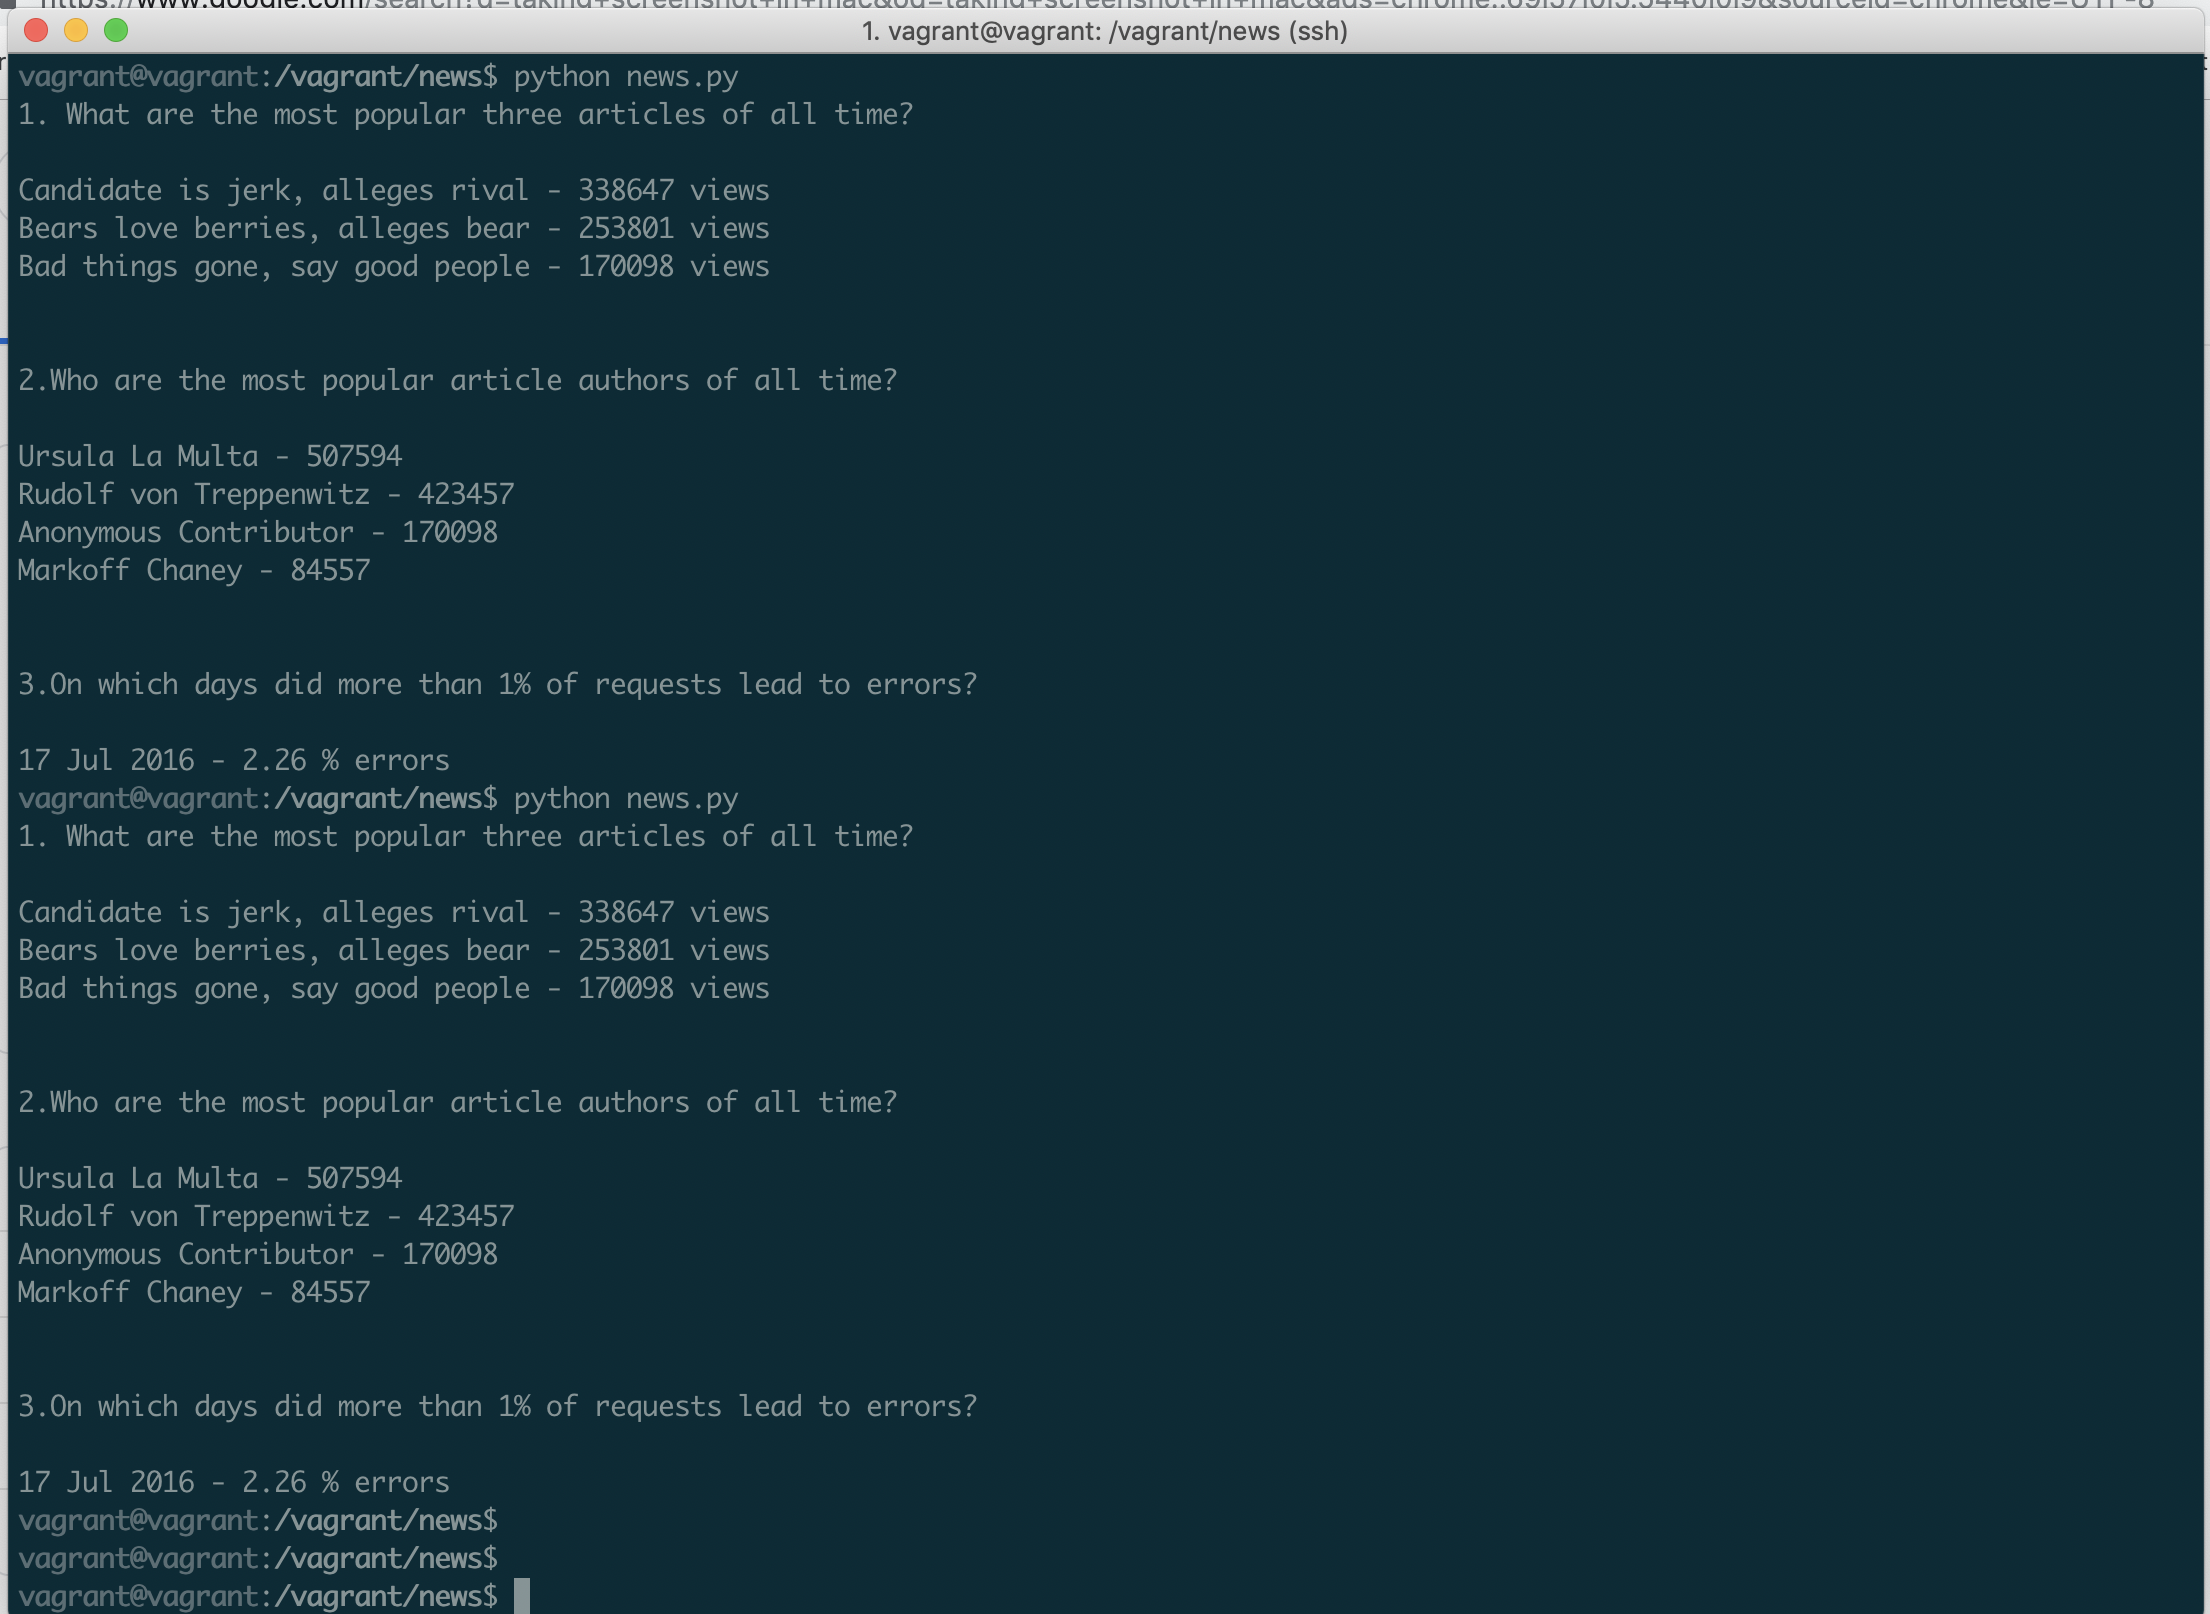 1. vagrant@vagrant: /vagrant/news (ssh)
vagrant@vagrant:/vagrant/news$ python news.py
1. What are the most popular three articles of all time?
Candidate is jerk, alleges rival - 338647 views
Bears love berries, alleges bear - 253801 views
Bad things gone, say good people - 170098 views
2.Who are the most popular article authors of all time?
Ursula La Multa - 507594
Rudolf von Treppenwitz - 423457
Anonymous Contributor - 170098
Markoff Chaney - 84557
3.On which days did more than 1% of requests lead to errors?
17 Jul 2016 - 2.26 % errors
vagrant@vagrant:/vagrant/news$ python news.py
1. What are the most popular three articles of all time?
Candidate is jerk, alleges rival - 338647 views
Bears love berries, alleges bear - 253801 views
Bad things gone, say good people - 170098 views
2.Who are the most popular article authors of all time?
Ursula La Multa - 507594
Rudolf von Treppenwitz - 423457
Anonymous Contributor - 170098
Markoff Chaney - 84557
3.On which days did more than 1% of requests lead to errors?
17 Jul 2016 - 2.26 % errors
vagrant@vagrant:/vagrant/news$
vagrant@vagrant:/vagrant/news$
vagrant@vagrant:/vagrant/news$